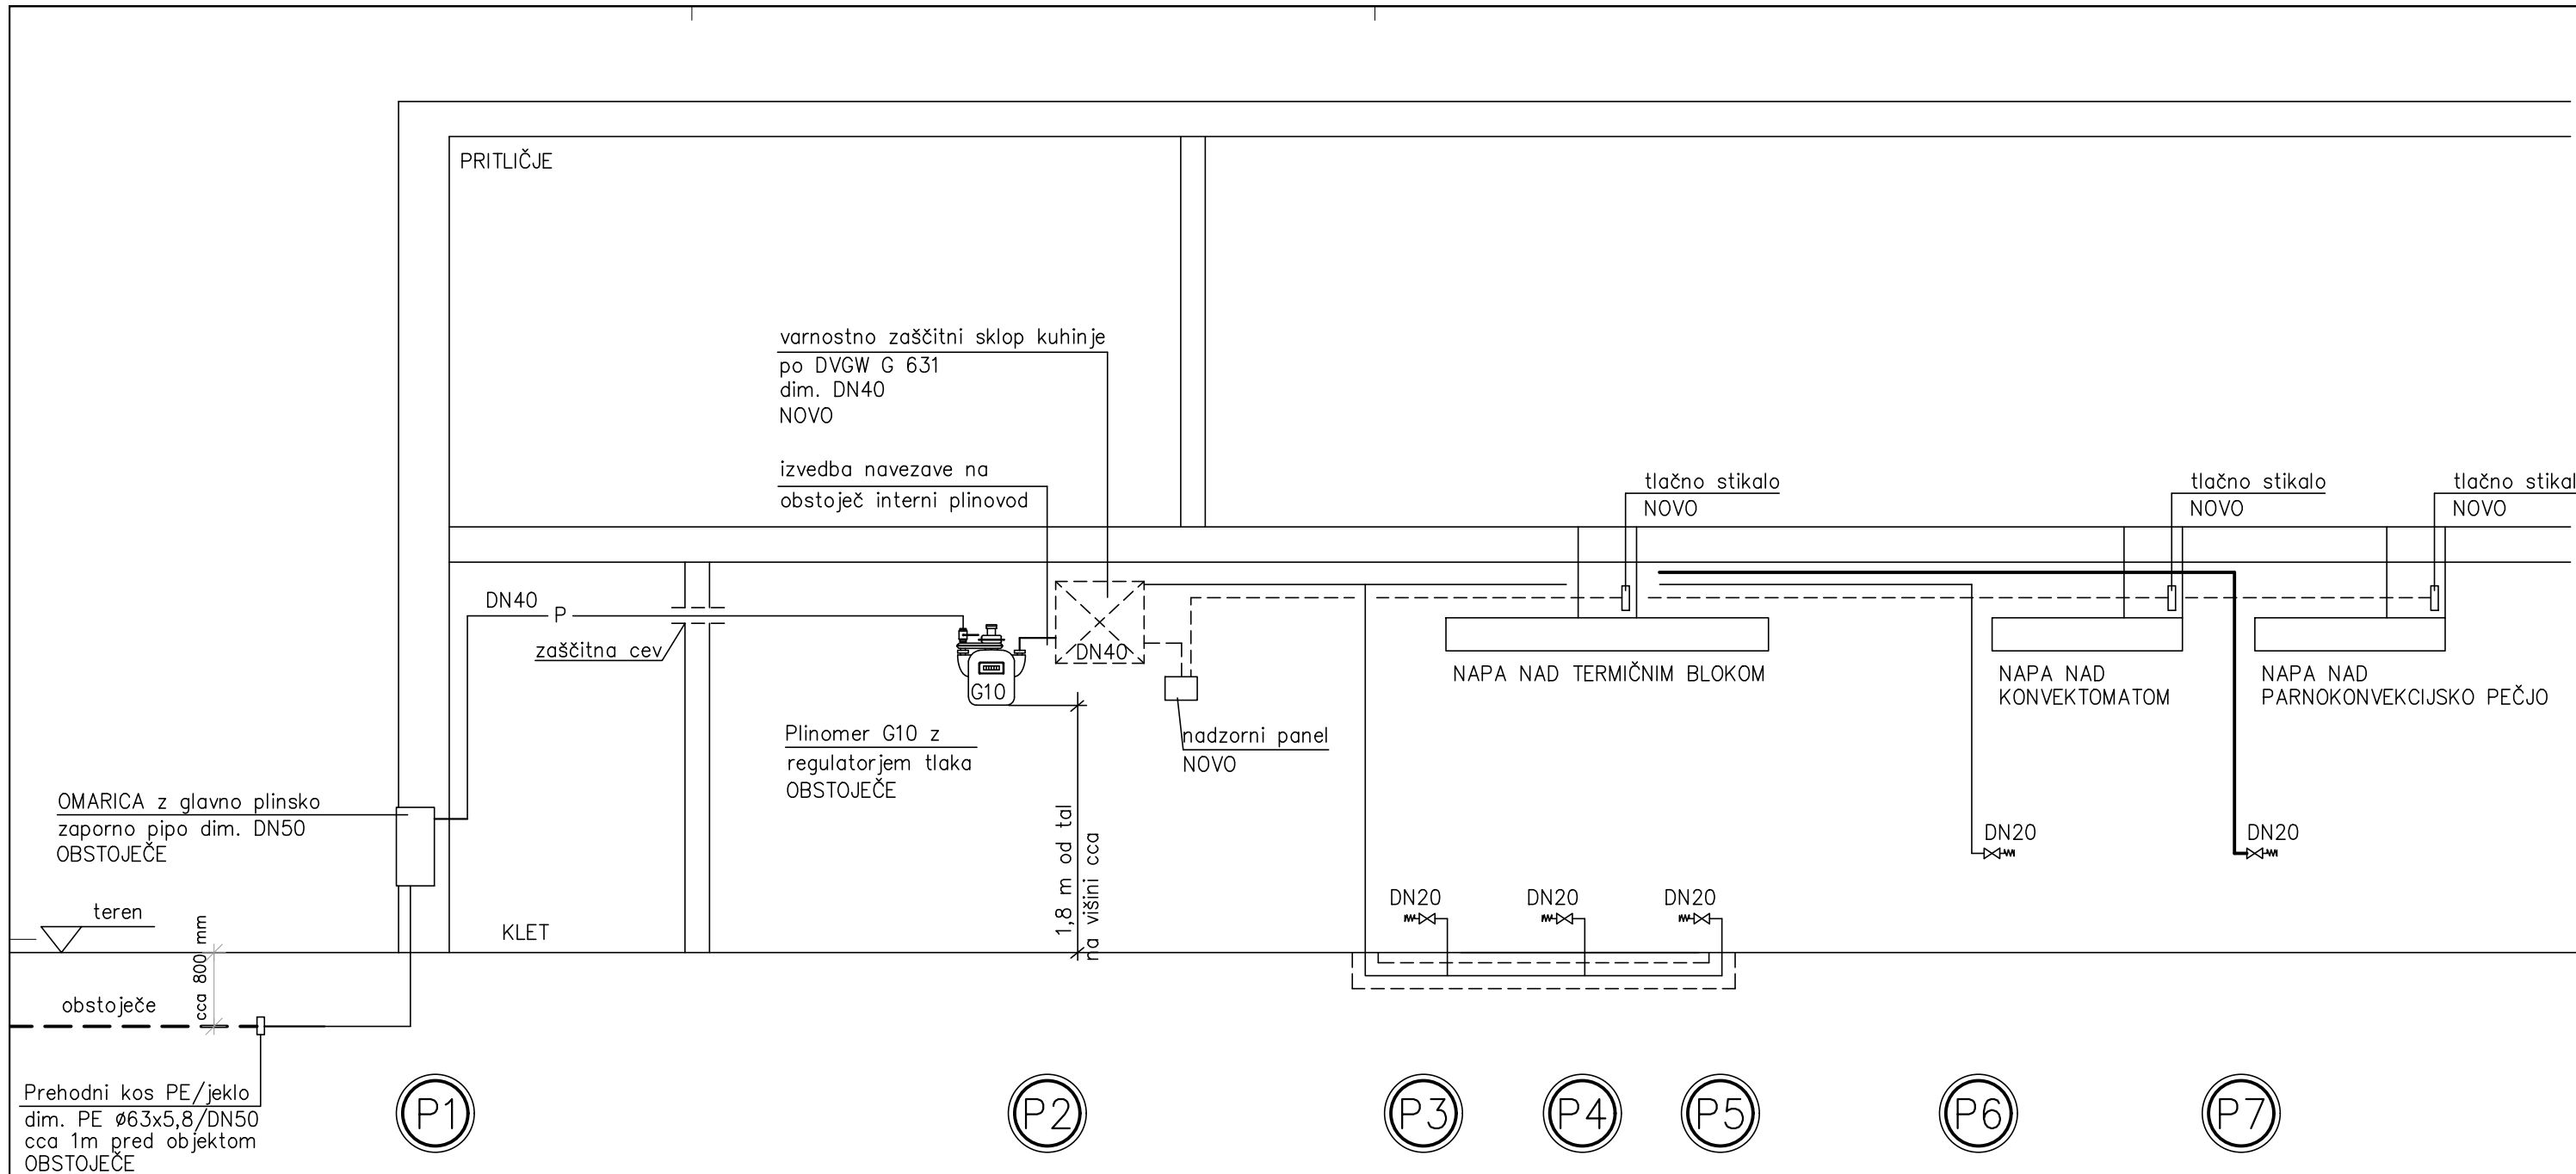 PRITLIČJE
varnostno zaščitni sklop kuhinje
po DVGW G 631
dim. DN40
NOVO
izvedba navezave na
obstoječ interni plinovod
tlačno stikalo
NOVO
tlačno stikalo
NOVO
tlačno stikal
NOVO
DN40
P
zaščitna cev
DN40
G10
NAPA NAD TERMIČNIM BLOKOM
NAPA NAD
KONVEKTOMATOM
NAPA NAD
PARNOKONVEKCIJSKO PEČJO
Plinomer G10 z
regulatorjem tlaka
OBSTOJEČE
nadzorni panel
NOVO
OMARICA z glavno plinsko
zaporno pipo dim. DN50
OBSTOJEČE
na višini cca
1,8 m od tal
DN20
DN20
DN20
DN20
DN20
teren
KLET
cca 800 mm
obstoječe
Prehodni kos PE/jeklo
dim. PE ø63x5,8/DN50
cca 1m pred objektom
OBSTOJEČE
P1
P2
P3
P4
P5
P6
P7